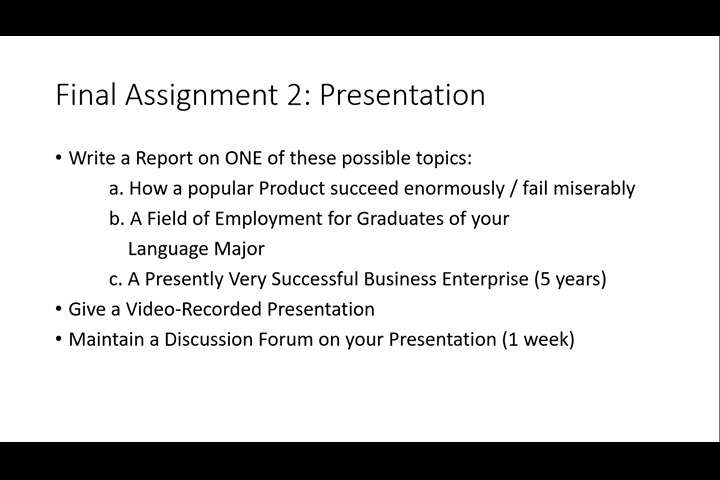 Final Assignment 2: Presentation
• Write a Report on ONE of these possible topics:
a. How a popular Product succeed enormously / fail miserably
b. A Field of Employment for Graduates of your
Language Major
c. A Presently Very Successful Business Enterprise (5 years)
• Give a Video-Recorded Presentation
• Maintain a Discussion Forum on your Presentation (1 week)